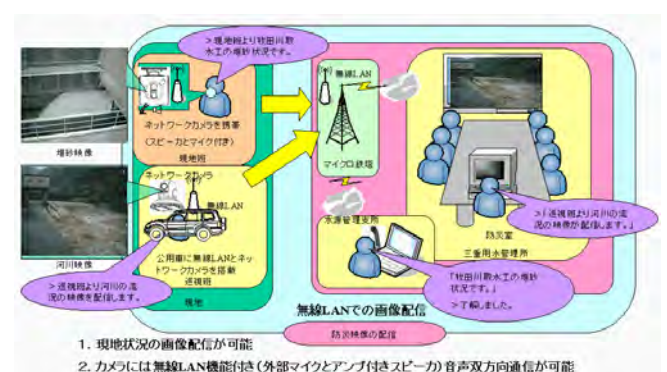 >現地班より牧田川取
水工の堆砂状況です。
無線LAN
ネットワークカメラを携帯
(スピーカとマイク付き)
現地班
堆砂映像
マイクロ鉄塔
ネットワークカメラ
無線LAN
公用車に無線LANとネッ
トワークカメラを搭載
巡視班
河川映像
>巡視班より河川の流
況の映像を配信します。
現地
水源管理支所
防災室
>「巡視班より河川の流
況の映像が配信します。」
三重用水管理所
「牧田川取水工の堆砂
状況です。」
>了解しました。
無線LANでの画像配信
防災映像の配信
1. 現地状況の画像配信が可能
2. カメラには無線LAN機能付き(外部マイクとアンプ付きスピーカ)音声双方向通信が可能